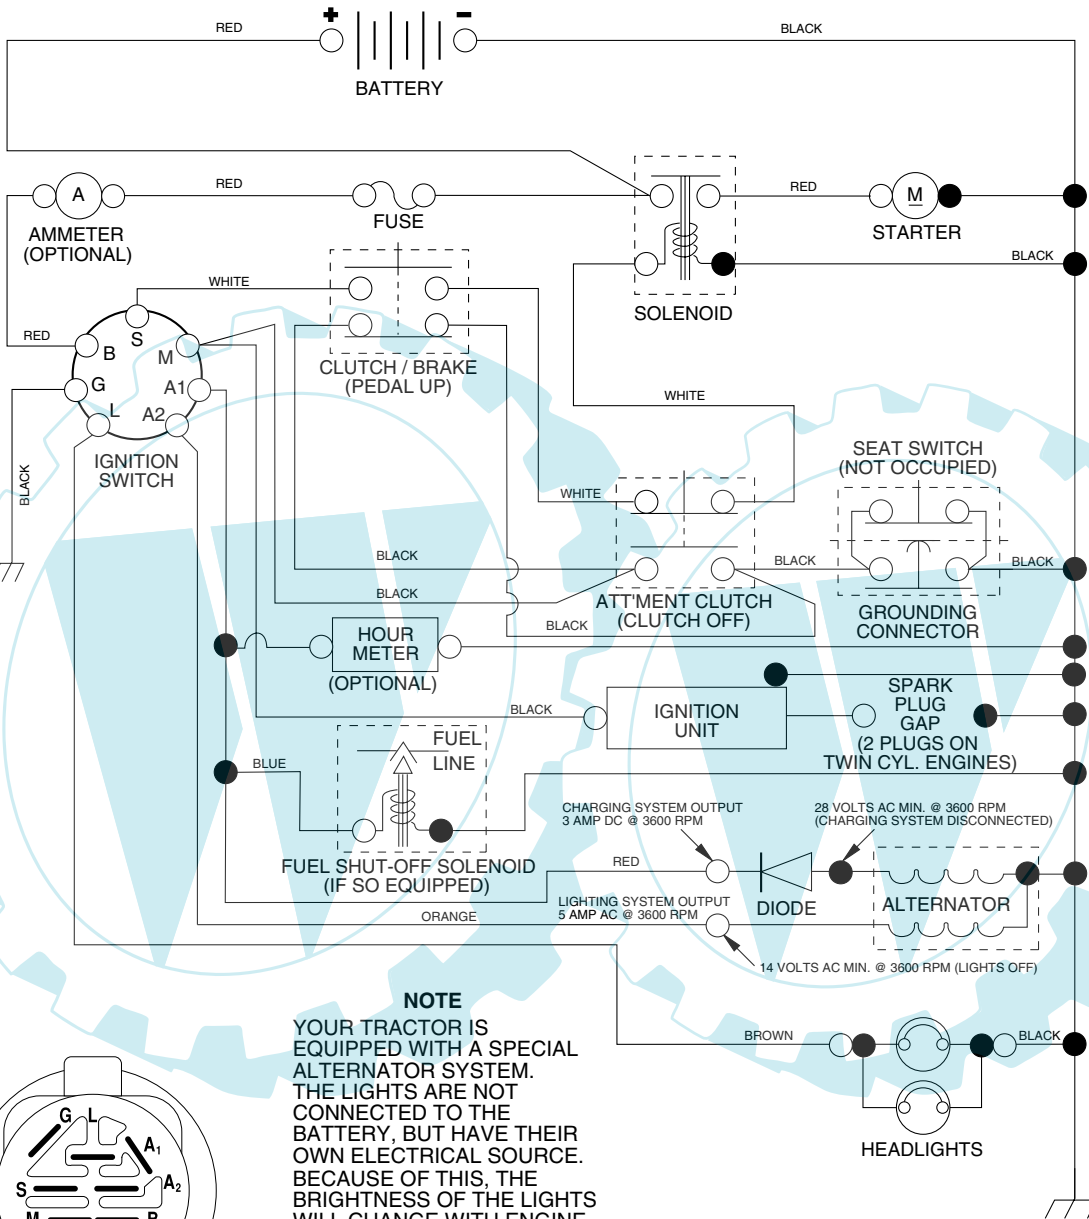 RED
+
-
BLACK
BATTERY
A
RED
FUSE
RED
M
STARTER
AMMETER
(OPTIONAL)
BLACK
SOLENOID
WHITE
RED
S
B
M
G
A1
L
A2
CLUTCH / BRAKE
(PEDAL UP)
WHITE
IGNITION
SWITCH
BLACK
SEAT SWITCH
(NOT OCCUPIED)
WHITE
BLACK
BLACK
BLACK
BLACK
ATT'MENT CLUTCH
(CLUTCH OFF)
BLACK
GROUNDING
CONNECTOR
HOUR
METER
(OPTIONAL)
BLACK
IGNITION
UNIT
SPARK
PLUG
GAP
(2 PLUGS ON
TWIN CYL. ENGINES)
FUEL
LINE
BLUE
CHARGING SYSTEM OUTPUT
3 AMP DC @ 3600 RPM
28 VOLTS AC MIN. @ 3600 RPM
(CHARGING SYSTEM DISCONNECTED)
FUEL SHUT-OFF SOLENOID
(IF SO EQUIPPED)
RED
DIODE
ALTERNATOR
LIGHTING SYSTEM OUTPUT
5 AMP AC @ 3600 RPM
ORANGE
14 VOLTS AC MIN. @ 3600 RPM (LIGHTS OFF)
NOTE
YOUR TRACTOR IS
EQUIPPED WITH A SPECIAL
ALTERNATOR SYSTEM.
THE LIGHTS ARE NOT
CONNECTED TO THE
BATTERY, BUT HAVE THEIR
OWN ELECTRICAL SOURCE.
BECAUSE OF THIS, THE
BRIGHTNESS OF THE LIGHTS
WILL CHANGE WITH ENGINE
BROWN
BLACK
HEADLIGHTS
G
L
A1
A2
S
M
B